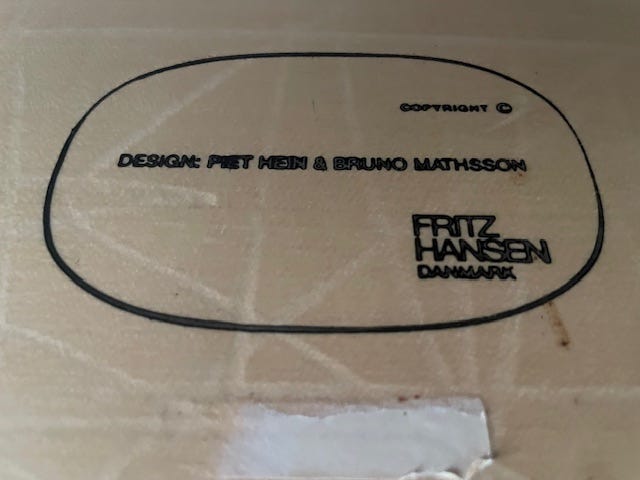 COPYRIGHT ©
DESIGN: PIET HEIN & BRUNO MATHSSON
FRITZ
HANSEN
DANMARK